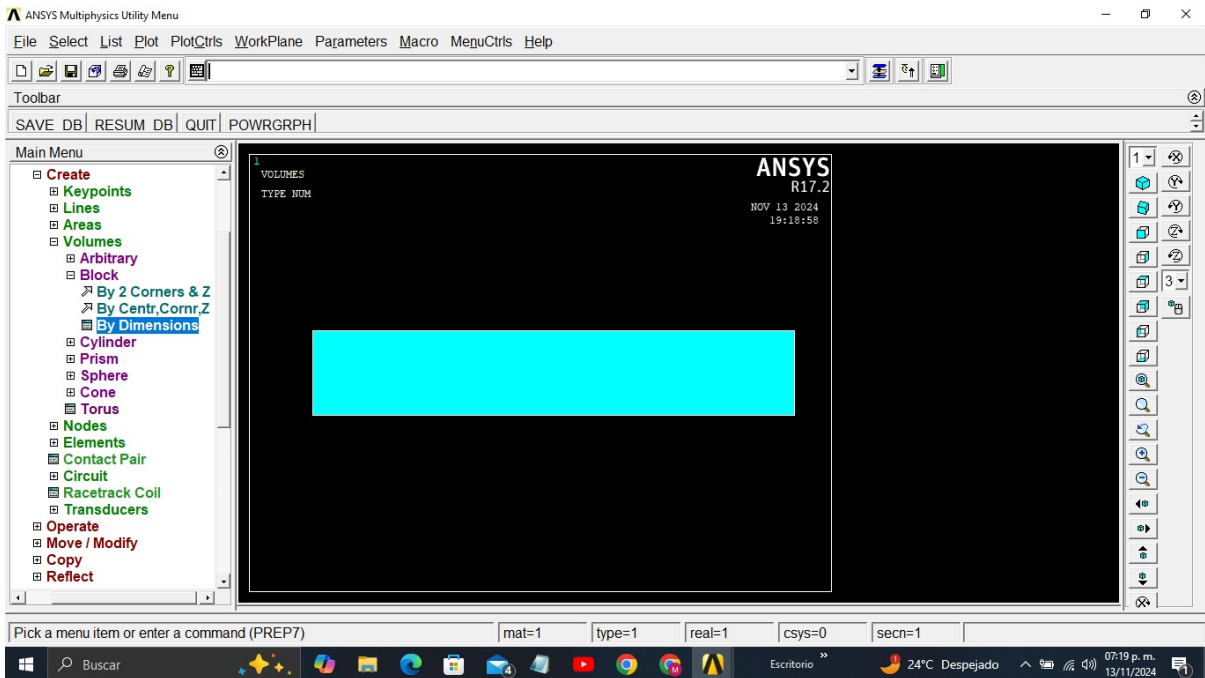 ANSYS Multiphysics Utility Menu
File Select List Plot PlotCtrls WorkPlane Parameters Macro MenuCtrls Help
Toolbar
SAVE_DB RESUM_DB QUIT POWRGRPH
Main Menu
Create
Keypoints
Lines
Areas
Volumes
Arbitrary
Block
By 2 Corners & Z
By Centr,Cornr,Z
By Dimensions
Cylinder
Prism
Sphere
Cone
Torus
Nodes
Elements
Contact Pair
Circuit
Racetrack Coil
Transducers
Operate
Move / Modify
Copy
Reflect
1
VOLUMES
TYPE NUM
ANSYS
R17.2
NOV 13 2024
19:18:58
1
3
Pick a menu item or enter a command (PREP7) mat=1 type=1 real=1 csys=0 secn=1
Buscar
4
M
Escritorio
24°C Despejado
07:19 p. m.
13/11/2024
1